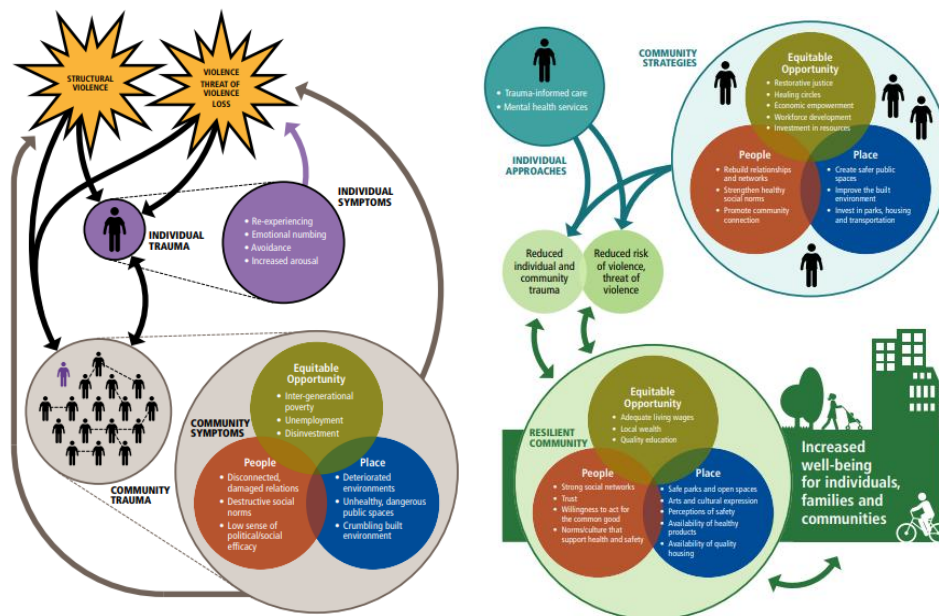 STRUCTURAL
VIOLENCE
VIOLENCE
THREAT OF
VIOLENCE
LOSS
INDIVIDUAL
TRAUMA
INDIVIDUAL
SYMPTOMS
• Re-experiencing
• Emotional numbing
• Avoidance
• Increased arousal
COMMUNITY
TRAUMA
COMMUNITY
SYMPTOMS
Equitable
Opportunity
• Inter-generational
poverty
• Unemployment
• Disinvestment
People
• Disconnected,
damaged relations
• Destructive social
norms
• Low sense of
political/social
efficacy
Place
• Deteriorated
environments
• Unhealthy, dangerous
public spaces
• Crumbling built
environment
• Trauma-informed care
• Mental health services
INDIVIDUAL
APPROACHES
COMMUNITY
STRATEGIES
Equitable
Opportunity
• Restorative justice
• Healing circles
• Economic empowerment
• Workforce development
• Investment in resources
People
• Rebuild relationships
and networks
• Strengthen healthy
social norms
• Promote community
connection
Place
• Create safer public
spaces
• Improve the built
environment
• Invest in parks, housing
and transportation
Reduced
individual and
community
trauma
Reduced risk
of violence,
threat of
violence
RESILIENT
COMMUNITY
Equitable
Opportunity
• Adequate living wages
• Local wealth
• Quality education
People
• Strong social networks
• Trust
• Willingness to act for
the common good
• Norms/culture that
support health and safety
Place
• Safe parks and open spaces
• Arts and cultural expression
• Perceptions of safety
• Availability of healthy
products
• Availability of quality
housing
Increased
well-being
for individuals,
families and
communities